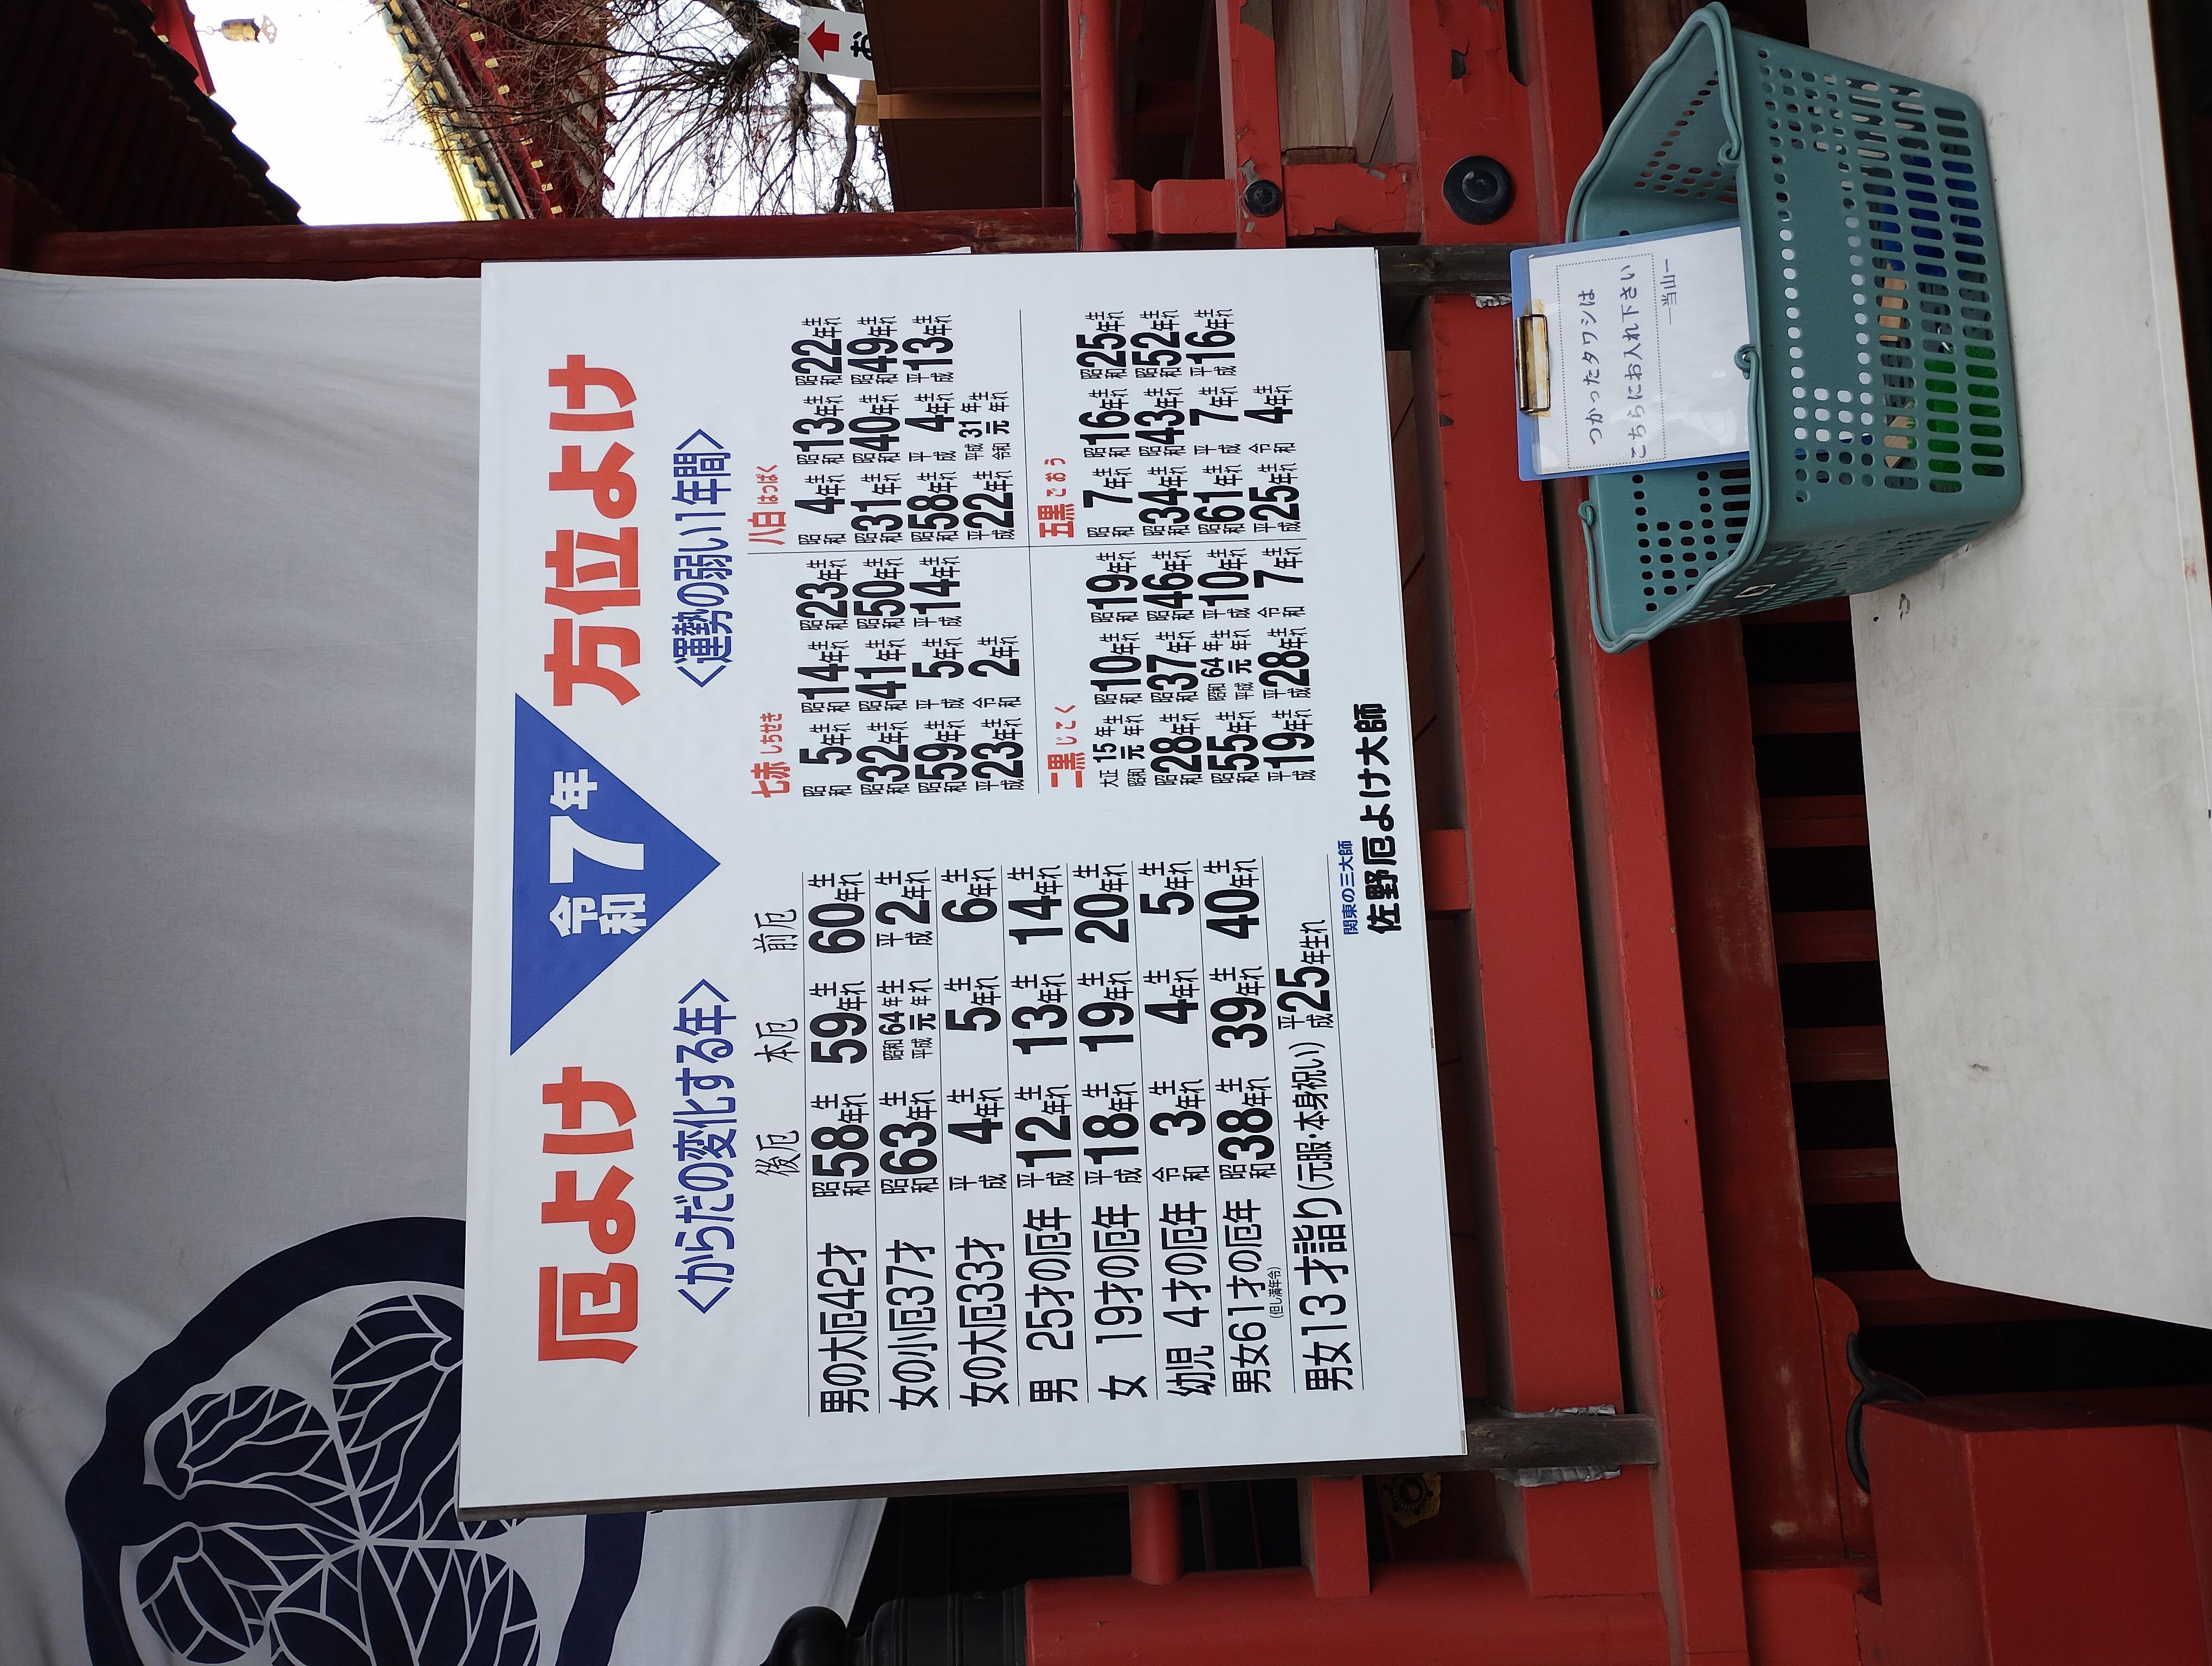 令和7年
厄よけ
<からだの変化する年>
後厄 本厄 前厄
男の大厄42才 昭和58年生れ 59年生れ 60年生れ
女の小厄37才 昭和63年生れ 昭和64年生 平成元年れ 平成2年生れ
女の大厄33才 平成4年生れ 5年生れ 6年生れ
男 25才の厄年 平成12年生れ 13年生れ 14年生れ
女 19才の厄年 平成18年生れ 19年生れ 20年生れ
幼児 4才の厄年 令和3年生れ 4年生れ 5年生れ
男女61才の厄年 昭和38年生れ 39年生れ 40年生れ
(但し満年令)
男女13才詣り(元服・本身祝い) 平成25年生れ
方位よけ
<運勢の弱い1年間>
七赤 しちせき
昭和5年生れ 昭和14年生れ 昭和23年生れ
昭和32年生れ 昭和41年生れ 昭和50年生れ
昭和59年生れ 平成5年生れ 平成14年生れ
平成23年生れ 令和2年生れ
八白 はっぱく
昭和4年生れ 昭和13年生れ 昭和22年生れ
昭和31年生れ 昭和40年生れ 昭和49年生れ
昭和58年生れ 平成4年生れ 平成13年生れ
平成22年生れ 平成31年生 令和元年れ
二黒 じこく
大正15年生 昭和元年れ 昭和10年生れ 昭和19年生れ
昭和28年生れ 昭和37年生れ 昭和46年生れ
昭和55年生れ 昭和64年生 平成元年れ 平成10年生れ
平成19年生れ 平成28年生れ 令和7年生れ
五黒 ごおう
昭和7年生れ 昭和16年生れ 昭和25年生れ
昭和34年生れ 昭和43年生れ 昭和52年生れ
昭和61年生れ 平成7年生れ 平成16年生れ
平成25年生れ 令和4年生れ
関東の三大師
佐野厄よけ大師
つかったタワシは
こちらにお入れ下さい
―当山―
お